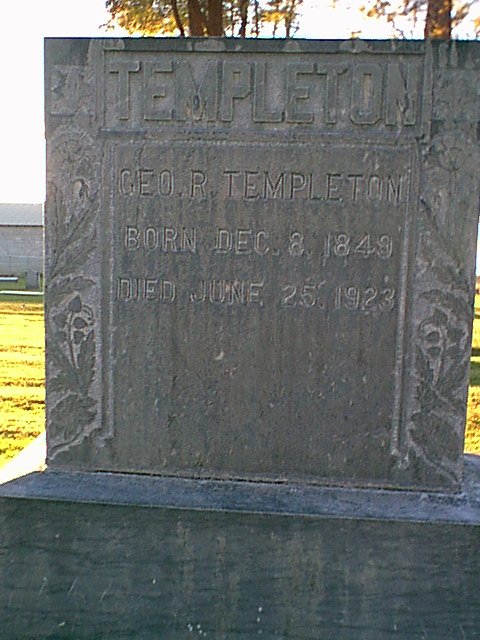 TEMPLETON
GEO. R. TEMPLETON
BORN DEC. 8, 1849
DIED JUNE 25, 1923